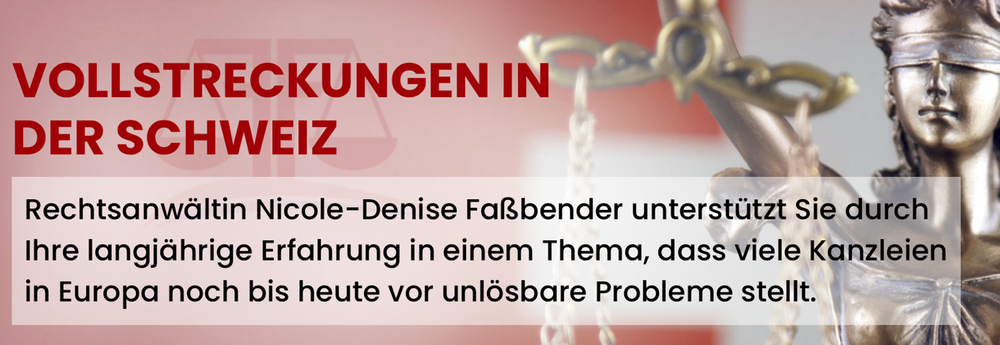 VOLLSTRECKUNGEN IN
DER SCHWEIZ
Rechtsanwältin Nicole-Denise Faßbender unterstützt Sie durch
Ihre langjährige Erfahrung in einem Thema, dass viele Kanzleien
in Europa noch bis heute vor unlösbare Probleme stellt.